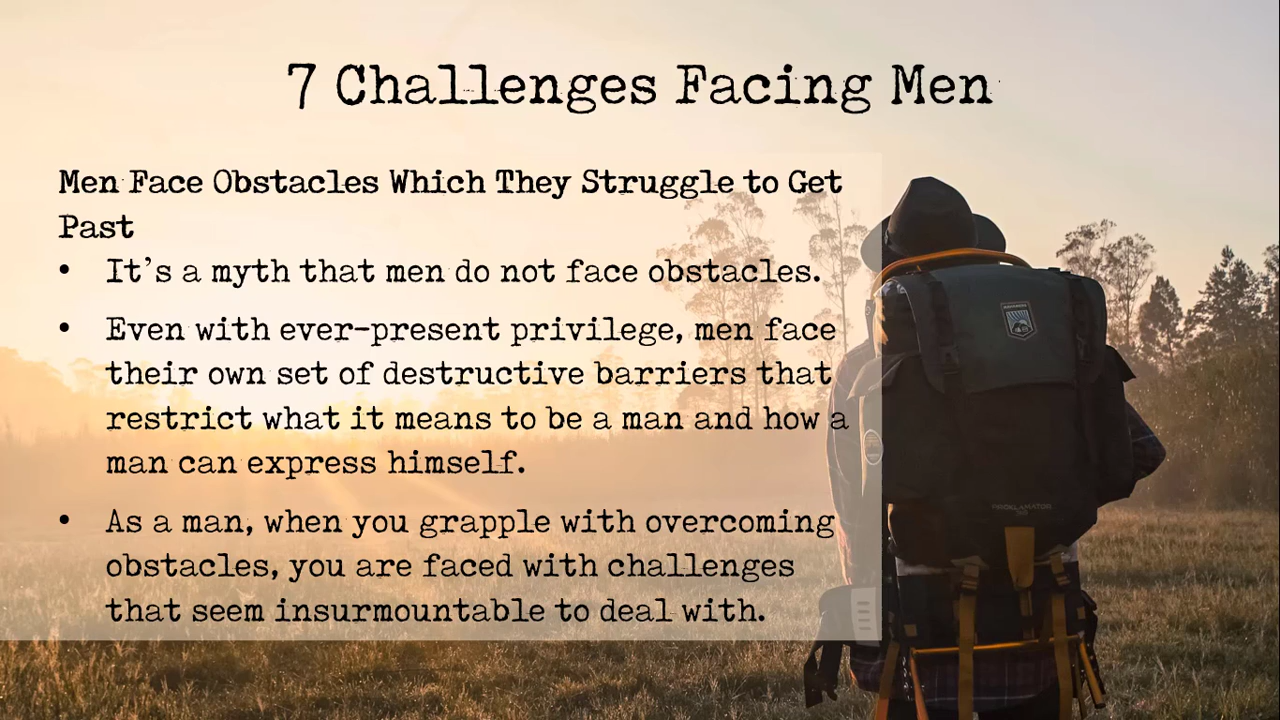 7 Challenges Facing Men
Men Face Obstacles Which They Struggle to Get
Past
• It’s a myth that men do not face obstacles.
• Even with ever-present privilege, men face
their own set of destructive barriers that
restrict what it means to be a man and how a
man can express himself.
• As a man, when you grapple with overcoming
obstacles, you are faced with challenges
that seem insurmountable to deal with.